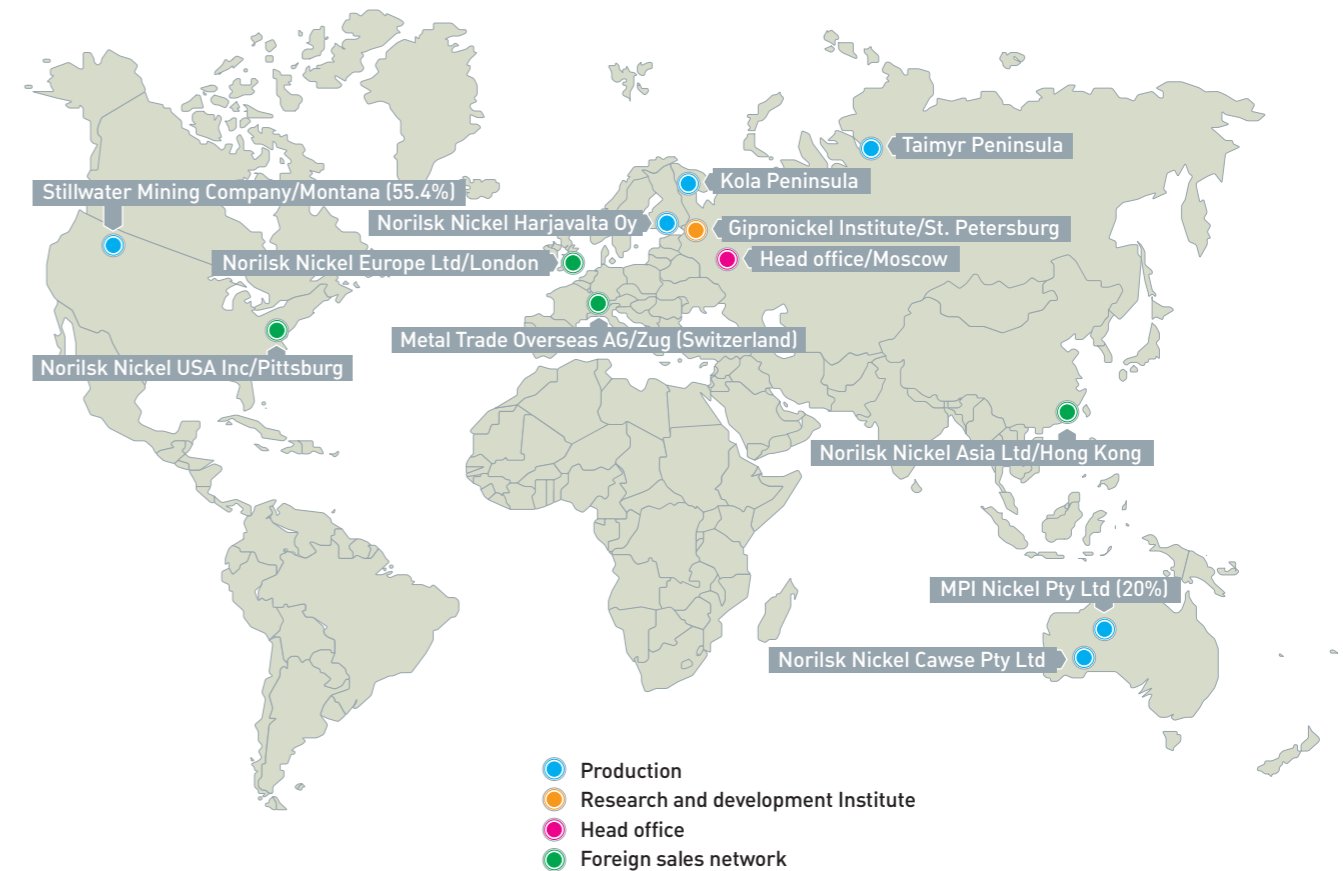 Taimyr Peninsula
Kola Peninsula
Stillwater Mining Company/Montana (55.4%)
Norilsk Nickel Harjavalta Oy
Gipronickel Institute/St. Petersburg
Norilsk Nickel Europe Ltd/London
Head office/Moscow
Metal Trade Overseas AG/Zug (Switzerland)
Norilsk Nickel USA Inc/Pittsburg
Norilsk Nickel Asia Ltd/Hong Kong
MPI Nickel Pty Ltd (20%)
Norilsk Nickel Cawse Pty Ltd
Production
Research and development Institute
Head office
Foreign sales network